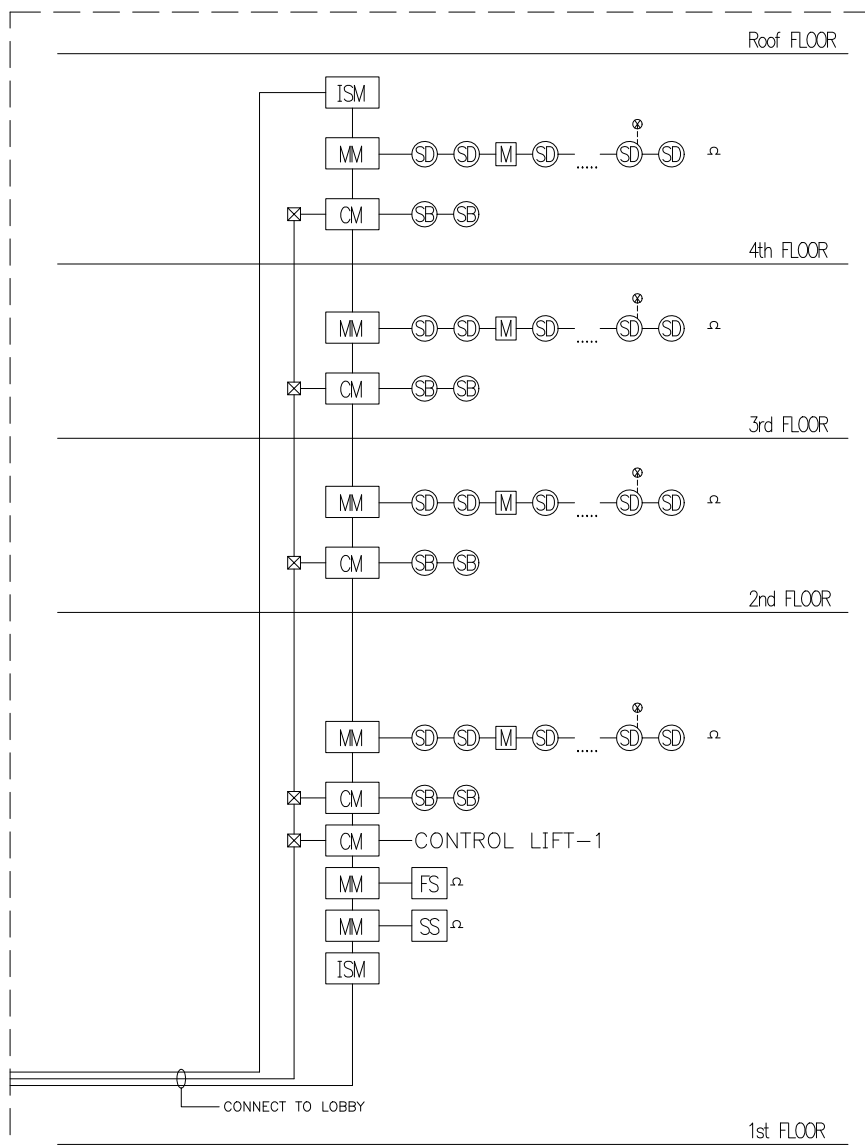 Roof FLOOR
ISM
MM SD SD M SD ..... SD SD Ω
CM SB SB
4th FLOOR
MM SD SD M SD ..... SD SD Ω
CM SB SB
3rd FLOOR
MM SD SD M SD ..... SD SD Ω
CM SB SB
2nd FLOOR
MM SD SD M SD ..... SD SD Ω
CM SB SB
CM CONTROL LIFT-1
MM FS Ω
MM SS Ω
ISM
CONNECT TO LOBBY
1st FLOOR